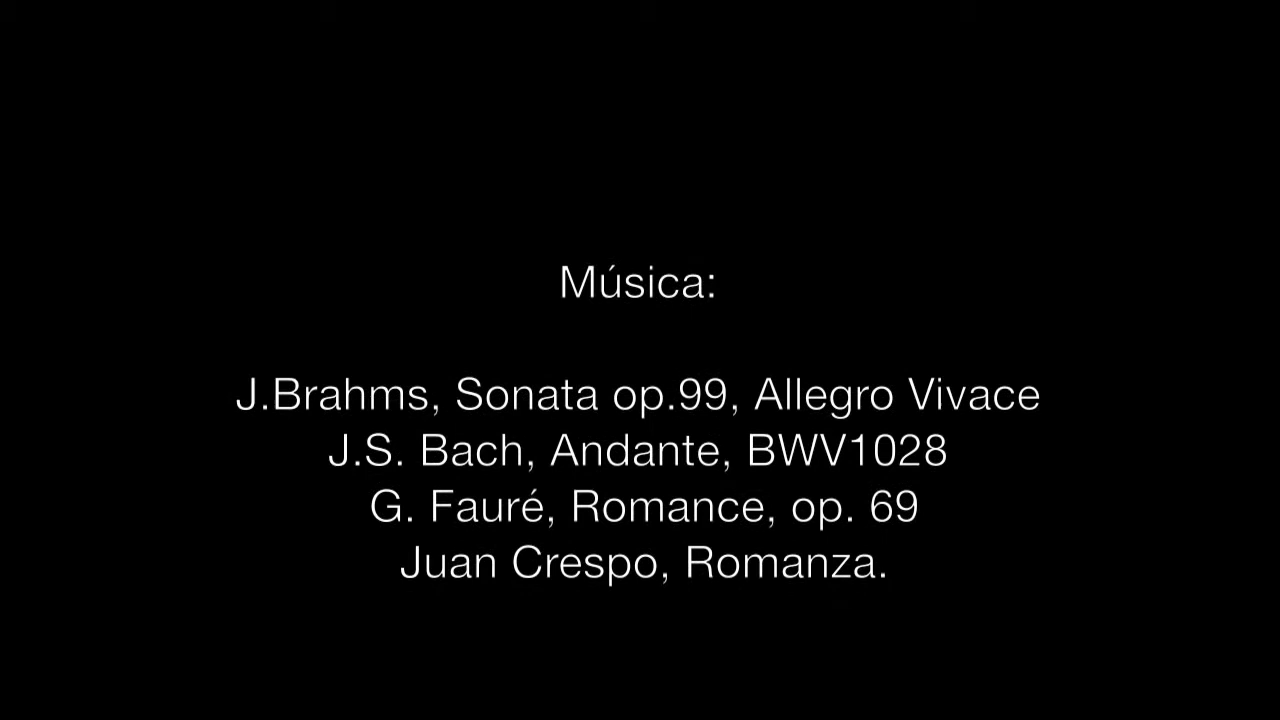 Música:
J.Brahms, Sonata op.99, Allegro Vivace
J.S. Bach, Andante, BWV1028
G. Fauré, Romance, op. 69
Juan Crespo, Romanza.